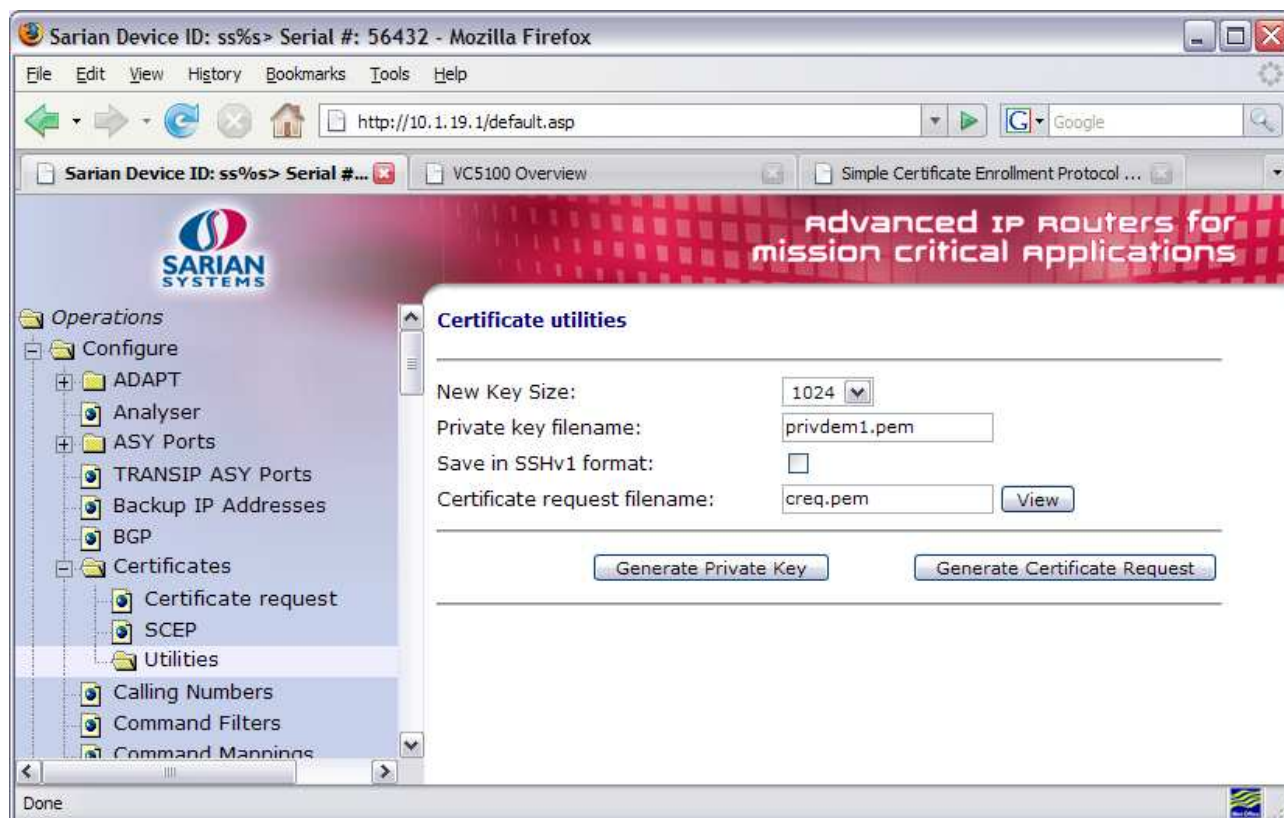 Sarian Device ID: ss%s> Serial #: 56432 - Mozilla Firefox
File Edit View History Bookmarks Tools Help
http://10.1.19.1/default.asp
G Google
Sarian Device ID: ss%s> Serial #... VC5100 Overview Simple Certificate Enrollment Protocol ...
SARIAN
SYSTEMS
Advanced IP Routers for
mission critical Applications
Operations
Configure
ADAPT
Analyser
ASY Ports
TRANSIP ASY Ports
Backup IP Addresses
BGP
Certificates
Certificate request
SCEP
Utilities
Calling Numbers
Command Filters
Command Mappings
Certificate utilities
New Key Size: 1024
Private key filename: privdem1.pem
Save in SSHv1 format:
Certificate request filename: creq.pem View
Generate Private Key Generate Certificate Request
Done